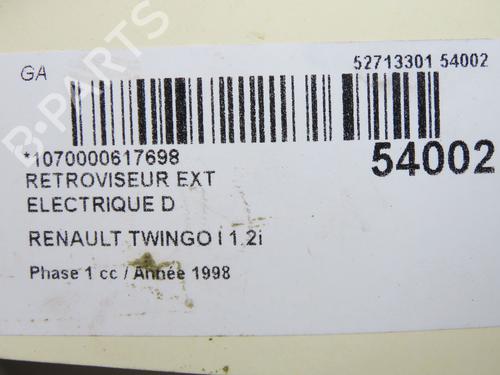 GA
52713301 54002
*1070000617698
54002
RETROVISEUR EXT
ELECTRIQUE D
RENAULT TWINGO I 1.2i
Phase 1 cc / Année 1998
B-PARTS